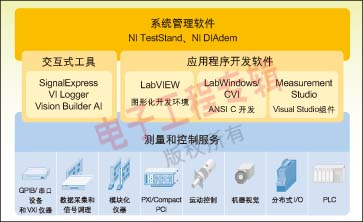 系统管理软件
NI TestStand、NI DIAdem
交互式工具
应用程序开发软件
SignalExpress
VI Logger
Vision Builder AI
LabVIEW
图形化开发环境
LabWindows/
CVI
ANSI C 开发
Measurement
Studio
Visual Studio组件
电子工程专辑
版权所有
测量和控制服务
GPIB/ 串口
设备
和 VXI 仪器
数据采集和
信号调理
模块化
仪器
PXI/Compact
PCI
运动控制
机器视觉
分布式 I/O
PLC